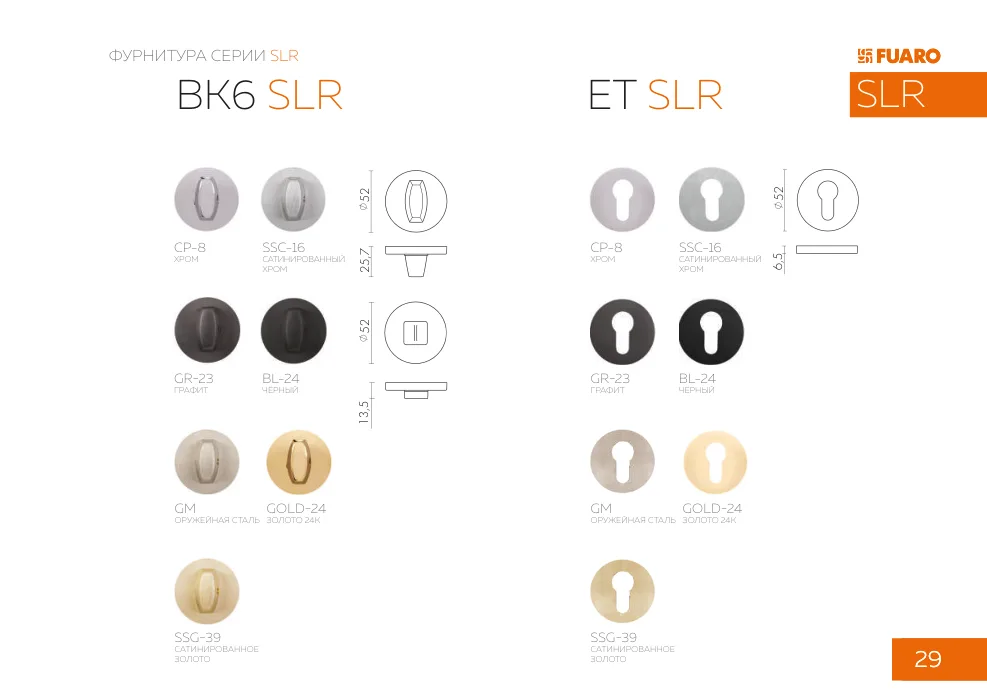 ФУРНИТУРА СЕРИИ SLR
FUARO
SLR
BK6 SLR
CP-8
ХРОМ
SSC-16
САТИНИРОВАННЫЙ
ХРОМ
Ø52
25,7
GR-23
ГРАФИТ
BL-24
ЧЕРНЫЙ
Ø52
13,5
GM
ОРУЖЕЙНАЯ СТАЛЬ
GOLD-24
ЗОЛОТО 24К
SSG-39
САТИНИРОВАННОЕ
ЗОЛОТО
ET SLR
CP-8
ХРОМ
SSC-16
САТИНИРОВАННЫЙ
ХРОМ
Ø52
6,5
GR-23
ГРАФИТ
BL-24
ЧЕРНЫЙ
GM
ОРУЖЕЙНАЯ СТАЛЬ
GOLD-24
ЗОЛОТО 24К
SSG-39
САТИНИРОВАННОЕ
ЗОЛОТО
29